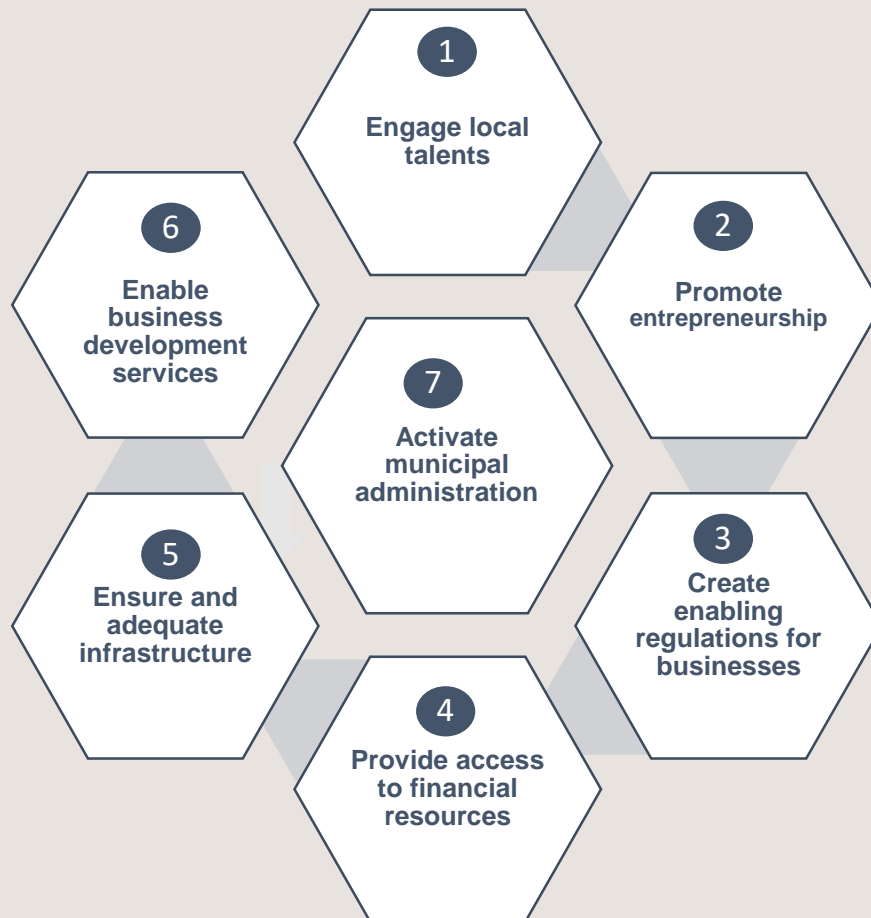 1
Engage local
talents
2
Promote
entrepreneurship
3
Create
enabling
regulations for
businesses
4
Provide access
to financial
resources
5
Ensure and
adequate
infrastructure
6
Enable
business
development
services
7
Activate
municipal
administration